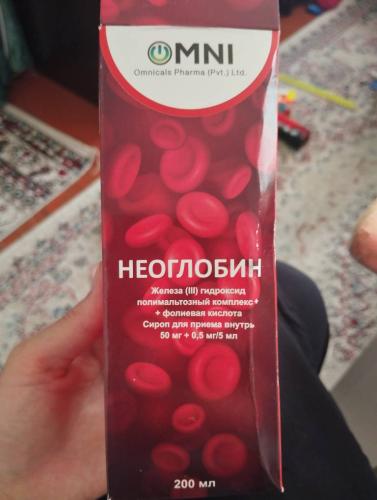 OMNI
Omnicals Pharma (Pvt.) Ltd.
НЕОГЛОБИН
Железа (III) гидроксид
полимальтозный комплекс+
+ фолиевая кислота
Сироп для приема внутрь
50 мг + 0,5 мг/5 мл
200 мл